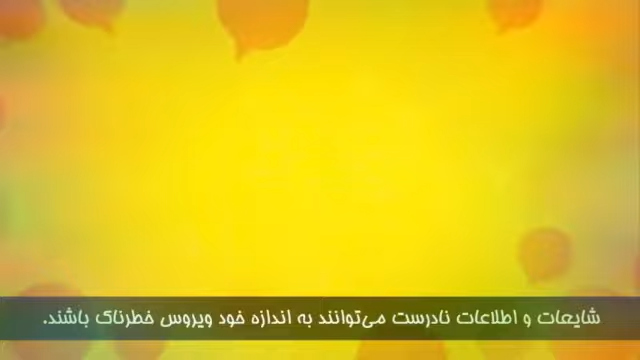 شایعات و اطلاعات نادرست می‌توانند به اندازه خود ویروس خطرناک باشند.